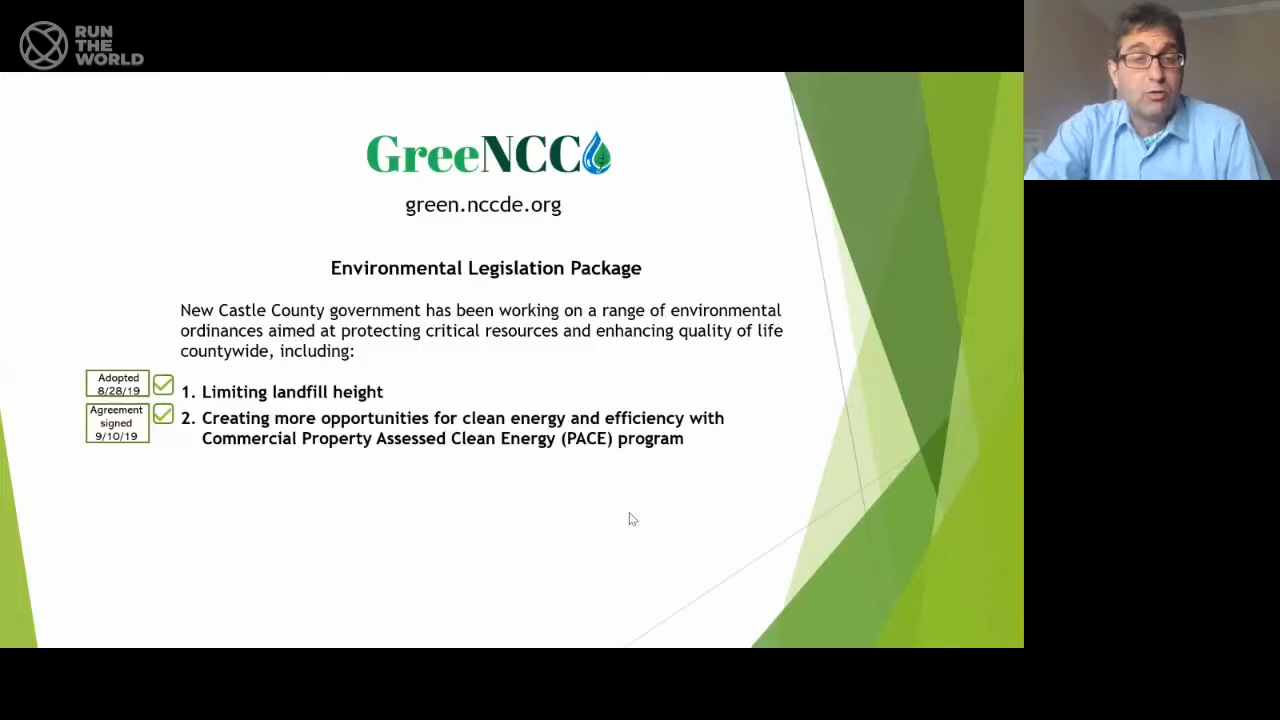 RUN
THE
WORLD
GreeNCC
green.nccde.org
Environmental Legislation Package
New Castle County government has been working on a range of environmental
ordinances aimed at protecting critical resources and enhancing quality of life
countywide, including:
Adopted
8/28/19
1. Limiting landfill height
Agreement
signed
9/10/19
2. Creating more opportunities for clean energy and efficiency with
Commercial Property Assessed Clean Energy (PACE) program